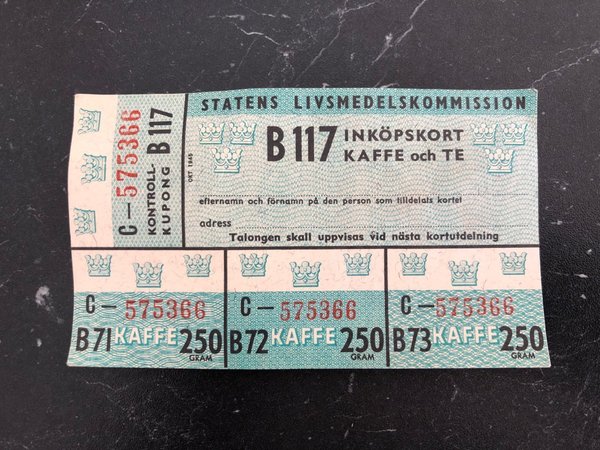 C — 575366
KONTROLL-
KUPONG B 117
STATENS LIVSMEDELSKOMMISSION
B 117 INKÖPSKORT
KAFFE och TE
OKT 1945
efternamn och förnamn på den person som tilldelats kortet
adress
Talongen skall uppvisas vid nästa kortutdelning
C — 575366
B71 KAFFE 250
GRAM
C — 575366
B72 KAFFE 250
GRAM
C — 575366
B73 KAFFE 250
GRAM